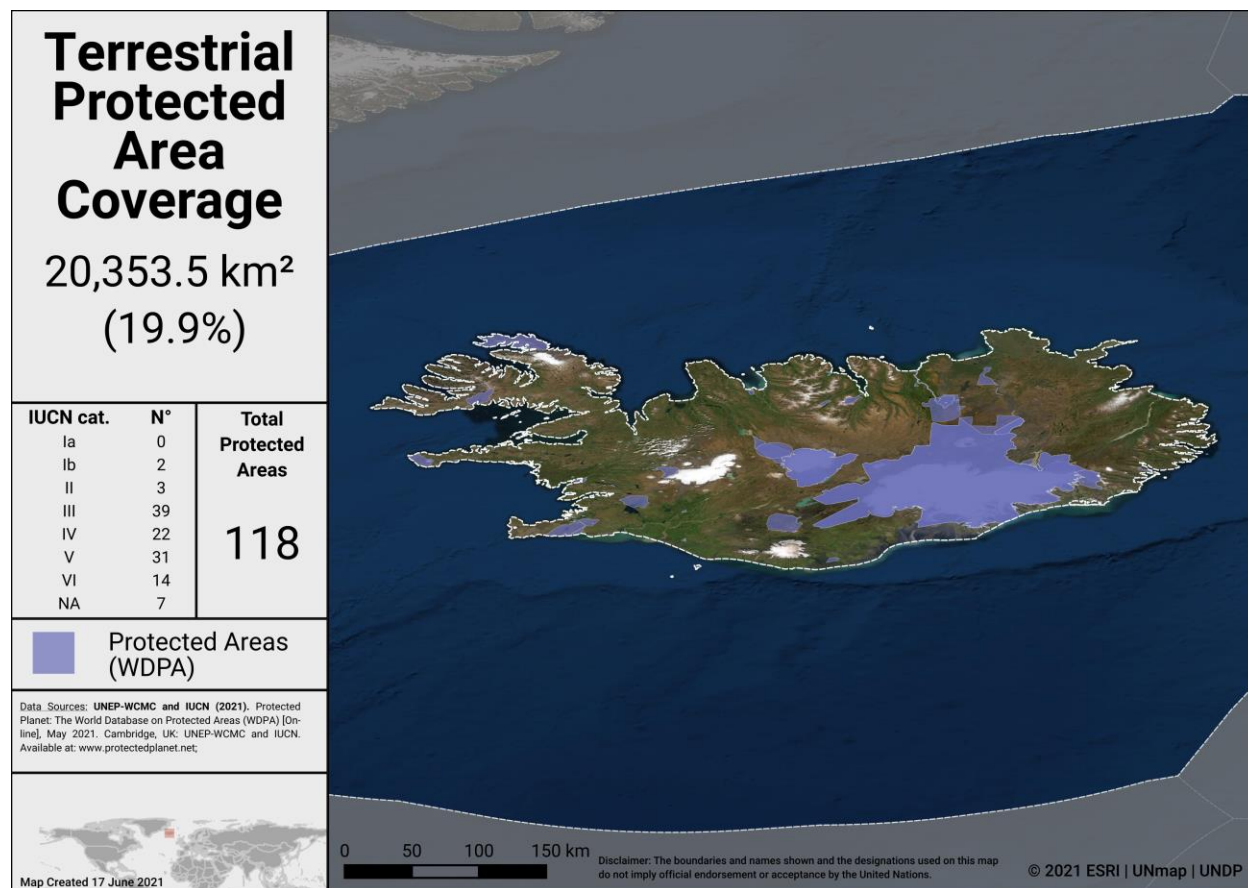 Terrestrial
Protected
Area
Coverage
20,353.5 km²
(19.9%)
IUCN cat. N°
Ia 0
Ib 2
II 3
III 39
IV 22
V 31
VI 14
NA 7
Total
Protected
Areas
118
Protected Areas
(WDPA)
Data Sources: UNEP-WCMC and IUCN (2021). Protected
Planet: The World Database on Protected Areas (WDPA) [On-
line], May 2021. Cambridge, UK: UNEP-WCMC and IUCN.
Available at: www.protectedplanet.net;
Map Created 17 June 2021
0 50 100 150 km
Disclaimer: The boundaries and names shown and the designations used on this map
do not imply official endorsement or acceptance by the United Nations.
© 2021 ESRI | UNmap | UNDP